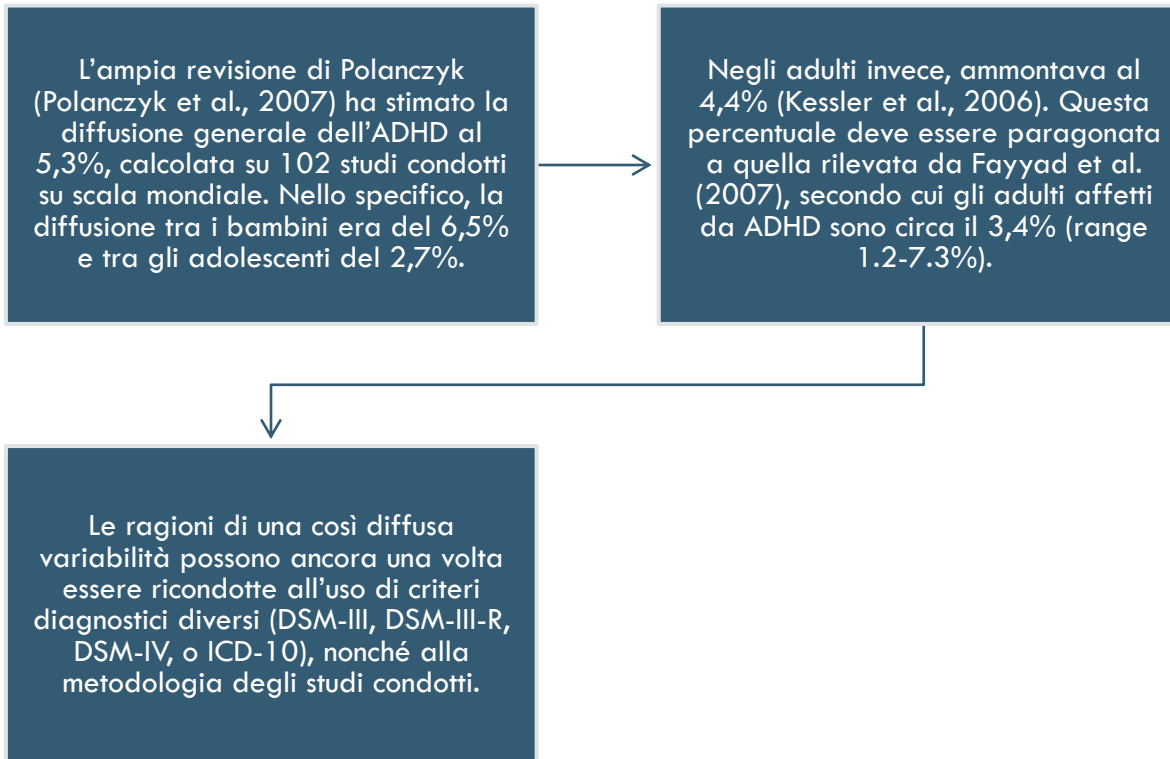 L’ampia revisione di Polanczyk
(Polanczyk et al., 2007) ha stimato la
diffusione generale dell’ADHD al
5,3%, calcolata su 102 studi condotti
su scala mondiale. Nello specifico, la
diffusione tra i bambini era del 6,5%
e tra gli adolescenti del 2,7%.
Negli adulti invece, ammontava al
4,4% (Kessler et al., 2006). Questa
percentuale deve essere paragonata
a quella rilevata da Fayyad et al.
(2007), secondo cui gli adulti affetti
da ADHD sono circa il 3,4% (range
1.2-7.3%).
Le ragioni di una così diffusa
variabilità possono ancora una volta
essere ricondotte all’uso di criteri
diagnostici diversi (DSM-III, DSM-III-R,
DSM-IV, o ICD-10), nonché alla
metodologia degli studi condotti.